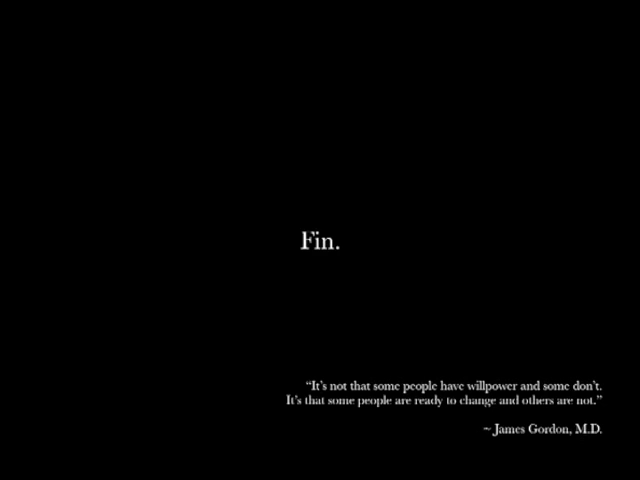 Fin.
“It’s not that some people have willpower and some don’t.
It’s that some people are ready to change and others are not.”
~ James Gordon, M.D.